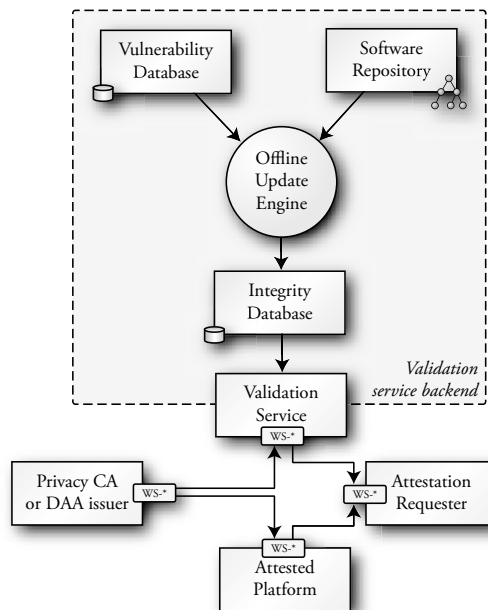 Vulnerability
Database
Software
Repository
Offline
Update
Engine
Integrity
Database
Validation
service backend
Validation
Service
WS-*
Privacy CA
or DAA issuer
WS-*
WS-*
Attestation
Requester
WS-*
Attested
Platform